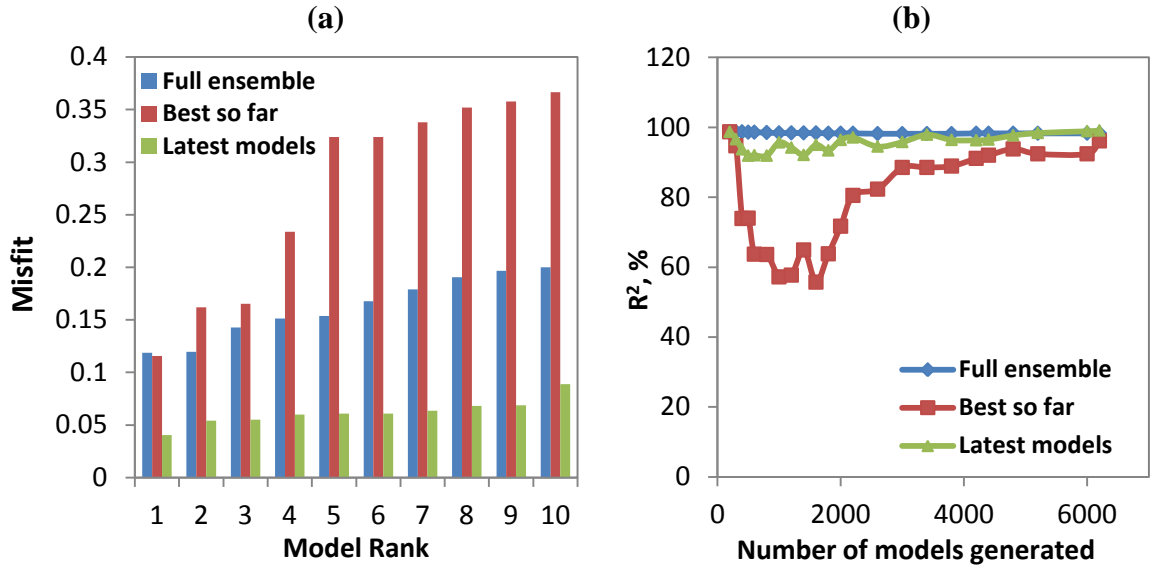 (a)
0.4
0.35
0.3
0.25
0.2
0.15
0.1
0.05
0
Misfit
Full ensemble
Best so far
Latest models
1 2 3 4 5 6 7 8 9 10
Model Rank
(b)
120
100
80
60
40
20
0
R², %
Full ensemble
Best so far
Latest models
0 2000 4000 6000
Number of models generated